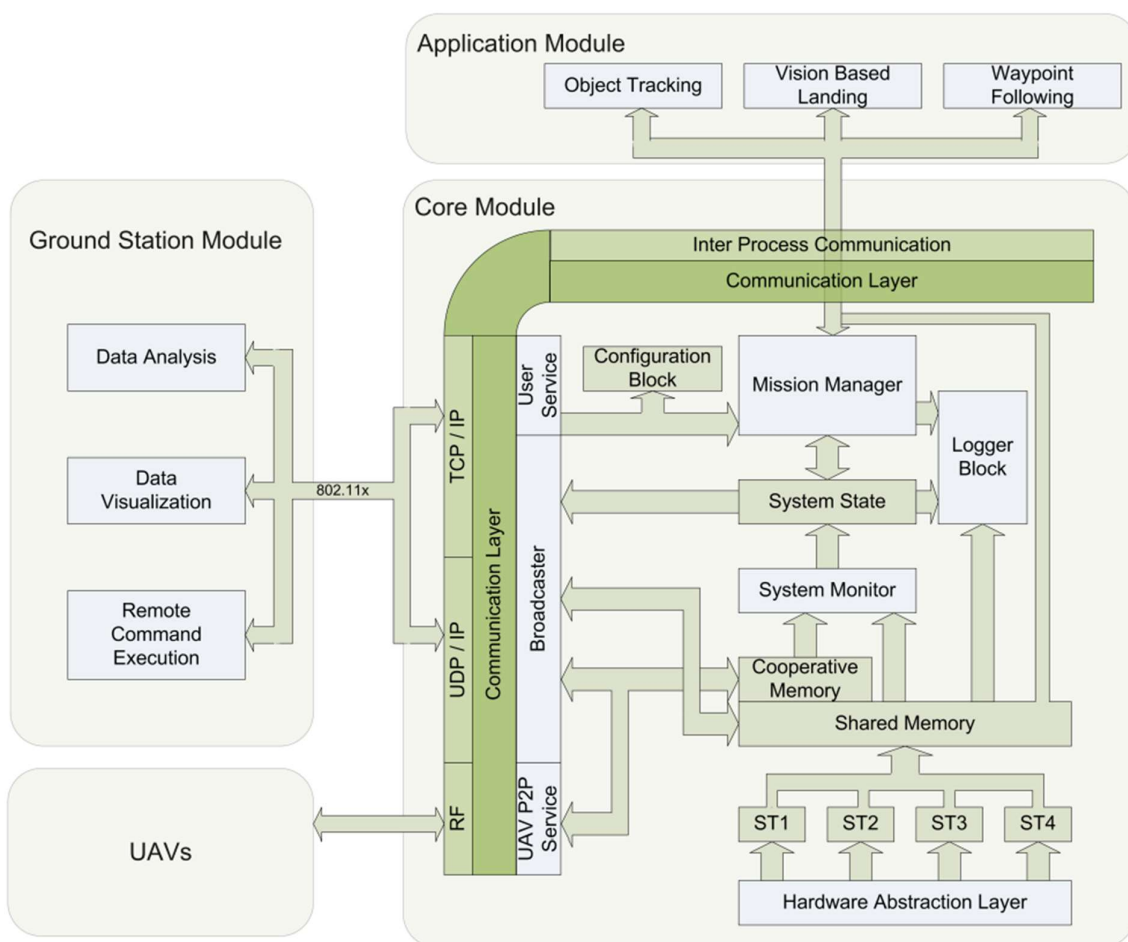 Application Module
Object Tracking
Vision Based
Landing
Waypoint
Following
Ground Station Module
Data Analysis
Data
Visualization
Remote
Command
Execution
802.11x
UAVs
Core Module
Inter Process Communication
Communication Layer
TCP / IP
UDP / IP
RF
Communication Layer
User
Service
Broadcaster
UAV P2P
Service
Configuration
Block
Mission Manager
Logger
Block
System State
System Monitor
Cooperative
Memory
Shared Memory
ST1
ST2
ST3
ST4
Hardware Abstraction Layer